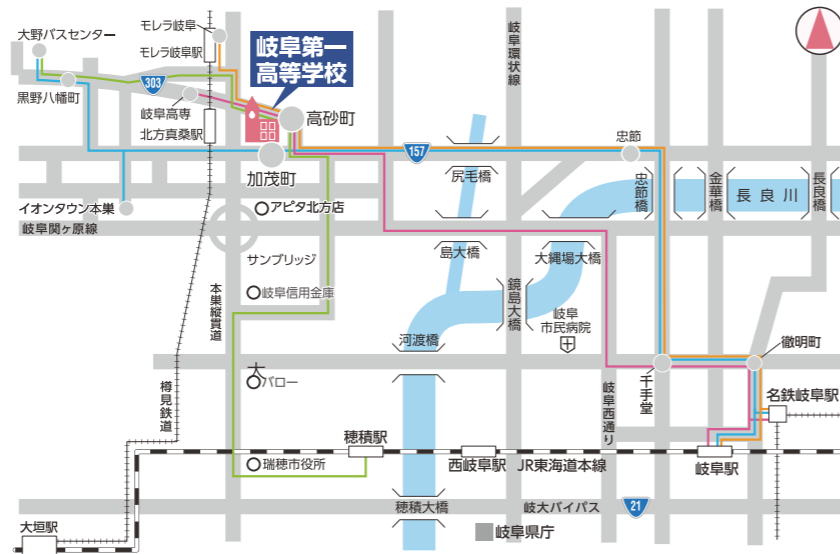 モレラ岐阜
大野バスセンター
モレラ岐阜駅
岐阜第一
高等学校
岐阜環状線
303
黒野八幡町
岐阜高専
北方真桑駅
高砂町
忠節
157
加茂町
尻毛橋
忠節橋
金華橋
長良川
長良橋
イオンタウン本巣
アピタ北方店
岐阜関ヶ原線
島大橋
大縄場大橋
サンブリッジ
本巣縦貫道
岐阜信用金庫
鏡島大橋
岐阜
市民病院
河渡橋
徹明町
大
バロー
千手堂
樽見鉄道
岐阜西通り
名鉄岐阜駅
穂積駅
瑞穂市役所
西岐阜駅
JR東海道本線
岐阜駅
穂積大橋
岐大バイパス
21
大垣駅
岐阜県庁